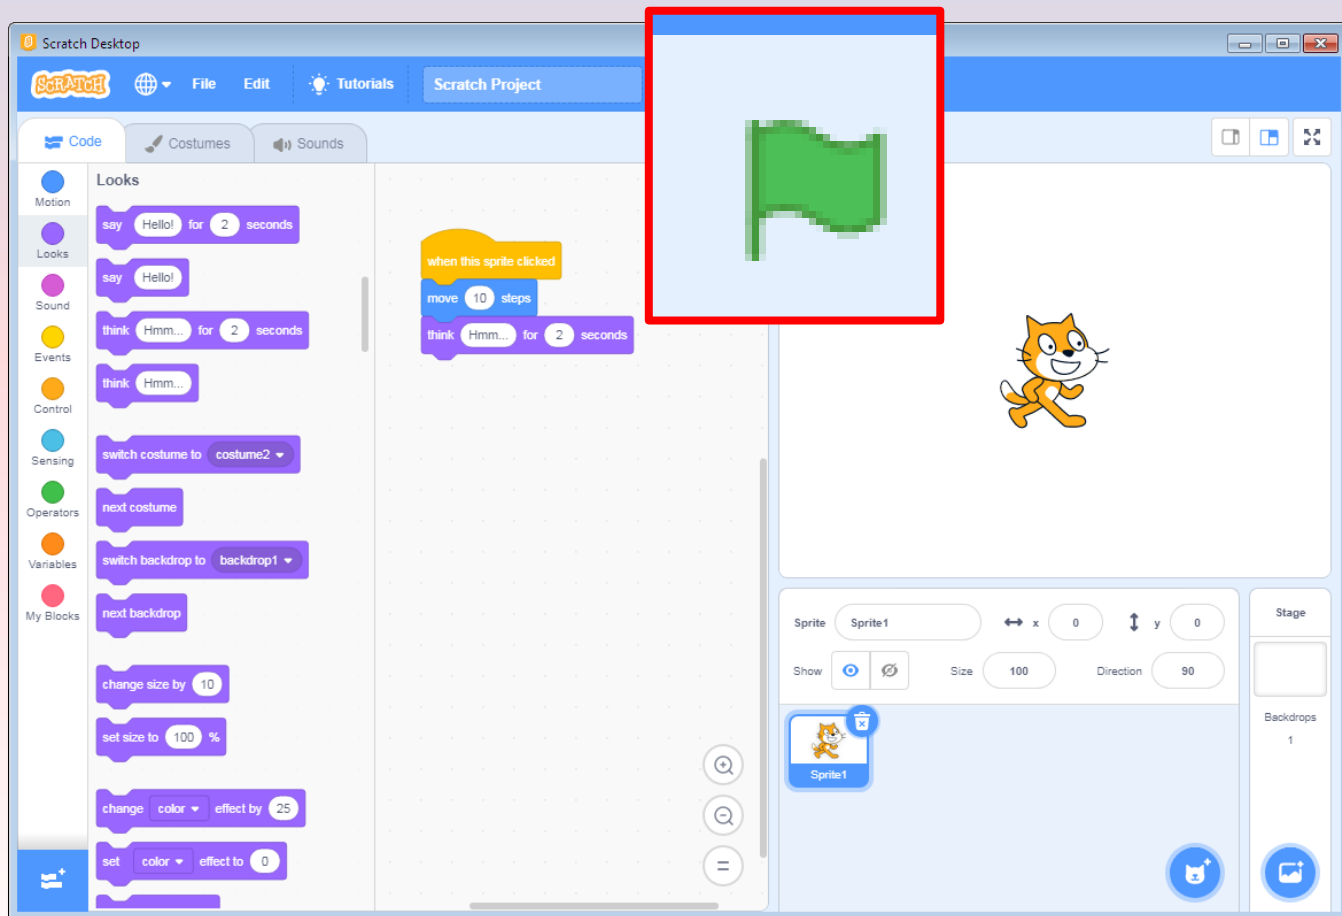 Scratch Desktop
SCRATCH File Edit Tutorials Scratch Project
Code Costumes Sounds
Motion
Looks
Sound
Events
Control
Sensing
Operators
Variables
My Blocks
Looks
say Hello! for 2 seconds
say Hello!
think Hmm... for 2 seconds
think Hmm...
switch costume to costume2
next costume
switch backdrop to backdrop1
next backdrop
change size by 10
set size to 100 %
change color effect by 25
set color effect to 0
when this sprite clicked
move 10 steps
think Hmm... for 2 seconds
Sprite Sprite1 x 0 y 0
Show Size 100 Direction 90
Sprite1
Stage
Backdrops
1